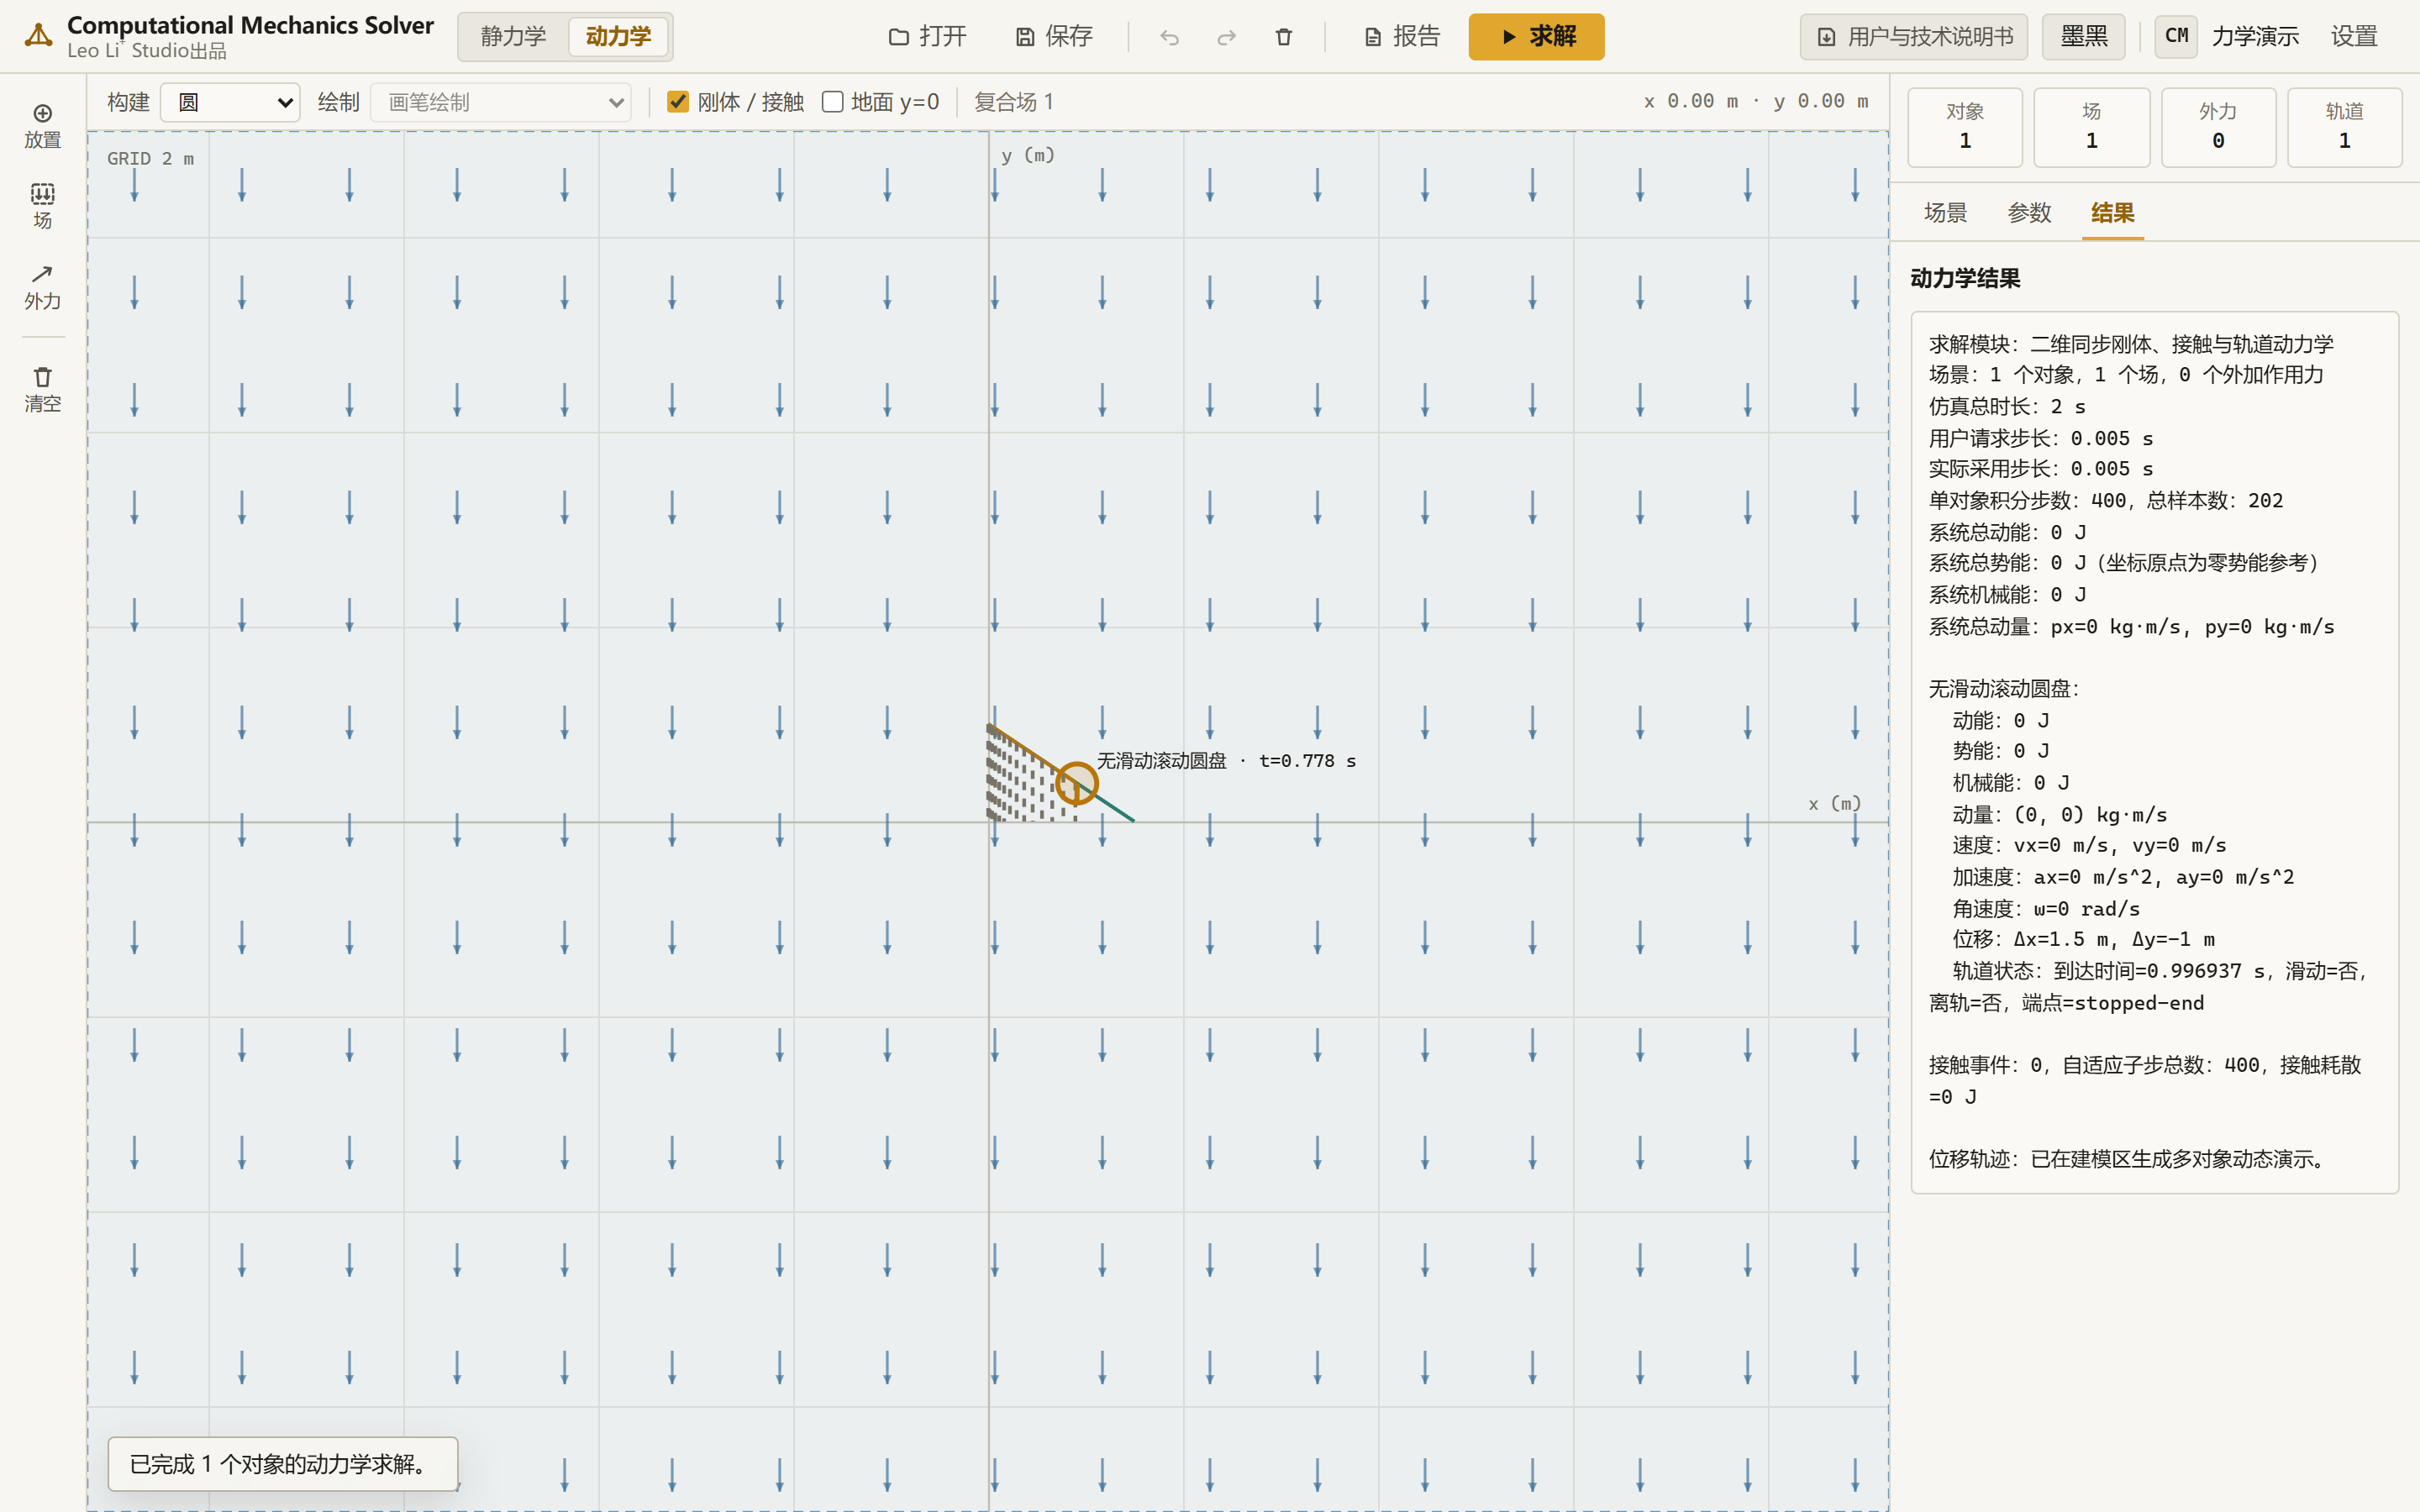 Computational Mechanics Solver
Leo Li⁺ Studio出品
静力学
动力学
打开
保存
报告
求解
用户与技术说明书
墨黑
CM
力学演示
设置
构建
圆
绘制
画笔绘制
刚体 / 接触
地面 y=0
复合场 1
x 0.00 m · y 0.00 m
放置
场
外力
清空
GRID 2 m
y (m)
x (m)
无滑动滚动圆盘 · t=0.778 s
已完成 1 个对象的动力学求解。
对象
1
场
1
外力
0
轨道
1
场景
参数
结果
动力学结果
求解模块：二维同步刚体、接触与轨道动力学
场景：1 个对象，1 个场，0 个外加作用力
仿真总时长：2 s
用户请求步长：0.005 s
实际采用步长：0.005 s
单对象积分步数：400，总样本数：202
系统总动能：0 J
系统总势能：0 J（坐标原点为零势能参考）
系统机械能：0 J
系统总动量：px=0 kg·m/s, py=0 kg·m/s
无滑动滚动圆盘：
动能：0 J
势能：0 J
机械能：0 J
动量：(0, 0) kg·m/s
速度：vx=0 m/s, vy=0 m/s
加速度：ax=0 m/s^2, ay=0 m/s^2
角速度：w=0 rad/s
位移：Δx=1.5 m, Δy=−1 m
轨道状态：到达时间=0.996937 s，滑动=否，
离轨=否，端点=stopped-end
接触事件：0，自适应子步总数：400，接触耗散
=0 J
位移轨迹：已在建模区生成多对象动态演示。